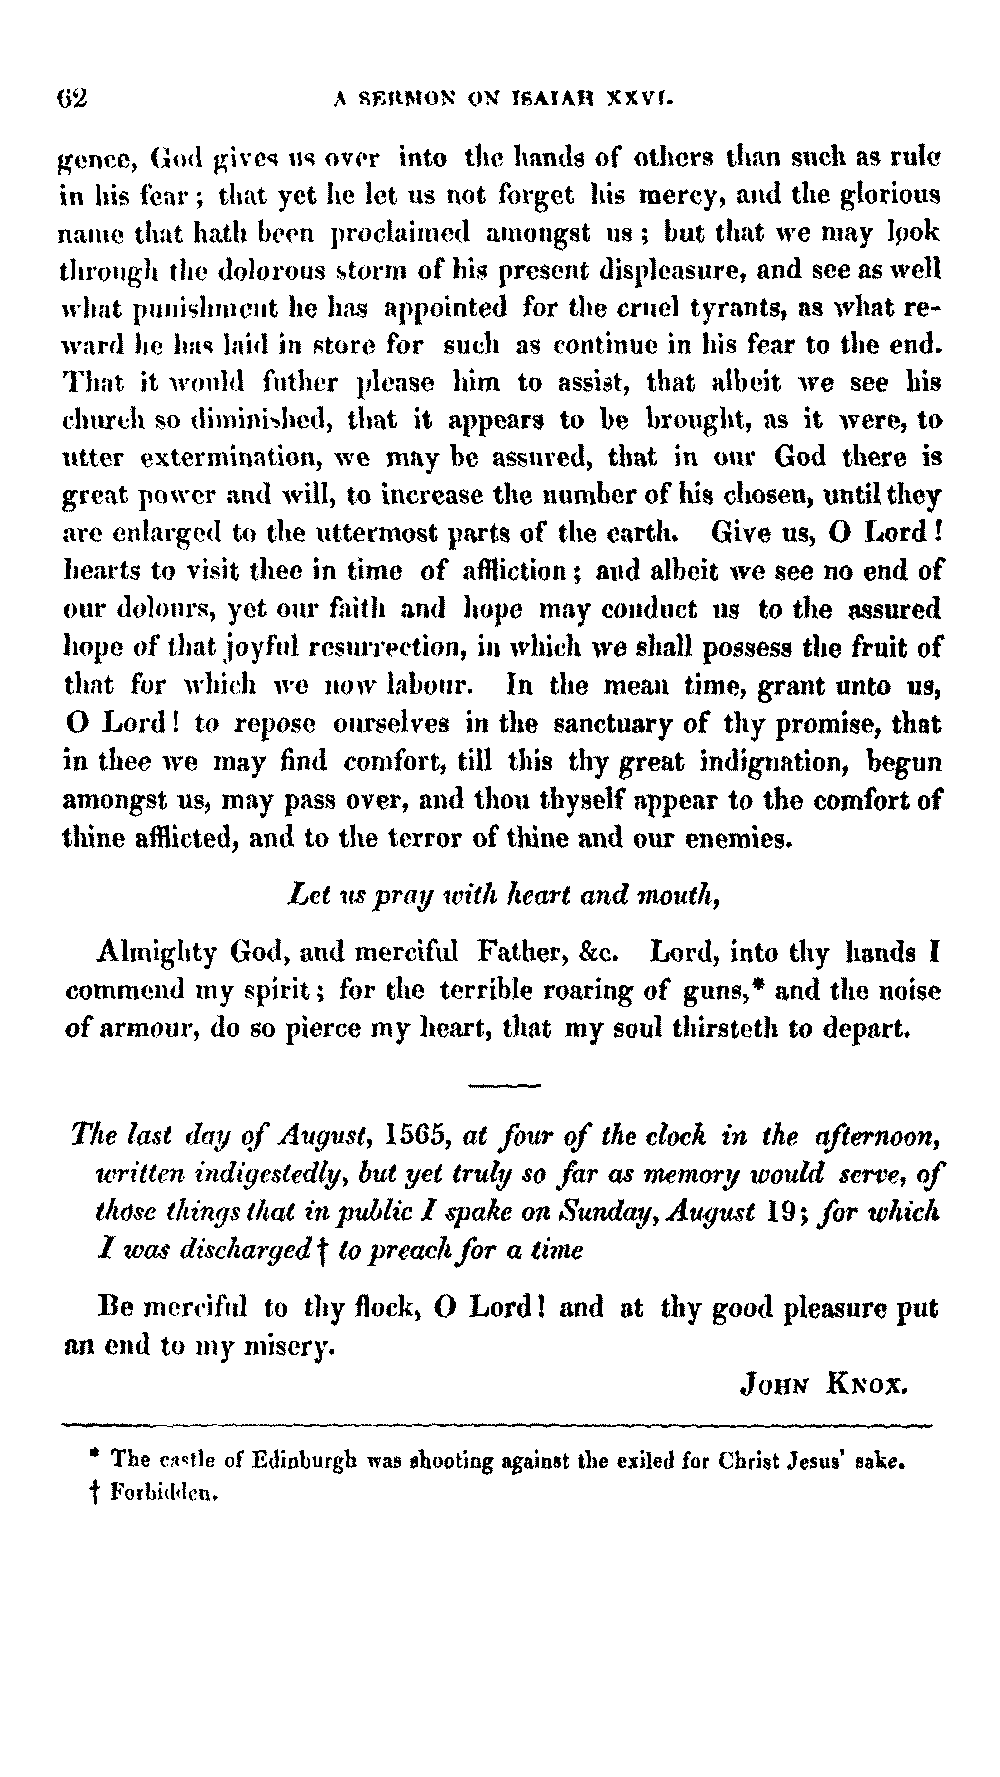 62 A SERMON ON ISAIAH XXVI.
gence, God gives us over into the hands of others than such as rule
in his fear; that yet he let us not forget his mercy, and the glorious
name that hath been proclaimed amongst us; but that we may look
through the dolorous storm of his present displeasure, and see as well
what punishment he has appointed for the cruel tyrants, as what re-
ward he has laid in store for such as continue in his fear to the end.
That it would futher please him to assist, that albeit we see his
church so diminished, that it appears to be brought, as it were, to
utter extermination, we may be assured, that in our God there is
great power and will, to increase the number of his chosen, until they
are enlarged to the uttermost parts of the earth. Give us, O Lord!
hearts to visit thee in time of affliction; and albeit we see no end of
our dolours, yet our faith and hope may conduct us to the assured
hope of that joyful resurrection, in which we shall possess the fruit of
that for which we now labour. In the mean time, grant unto us,
O Lord! to repose ourselves in the sanctuary of thy promise, that
in thee we may find comfort, till this thy great indignation, begun
amongst us, may pass over, and thou thyself appear to the comfort of
thine afflicted, and to the terror of thine and our enemies.
Let us pray with heart and mouth,
Almighty God, and merciful Father, &c. Lord, into thy hands I
commend my spirit; for the terrible roaring of guns,* and the noise
of armour, do so pierce my heart, that my soul thirsteth to depart.
The last day of August, 1565, at four of the clock in the afternoon,
written indigestedly, but yet truly so far as memory would serve, of
those things that in public I spake on Sunday, August 19; for which
I was discharged† to preach for a time
Be merciful to thy flock, O Lord! and at thy good pleasure put
an end to my misery.
JOHN KNOX.
* The castle of Edinburgh was shooting against the exiled for Christ Jesus' sake.
† Forbidden.